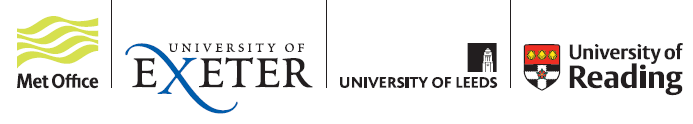 Met Office
UNIVERSITY OF
EXETER
UNIVERSITY OF LEEDS
University of
Reading